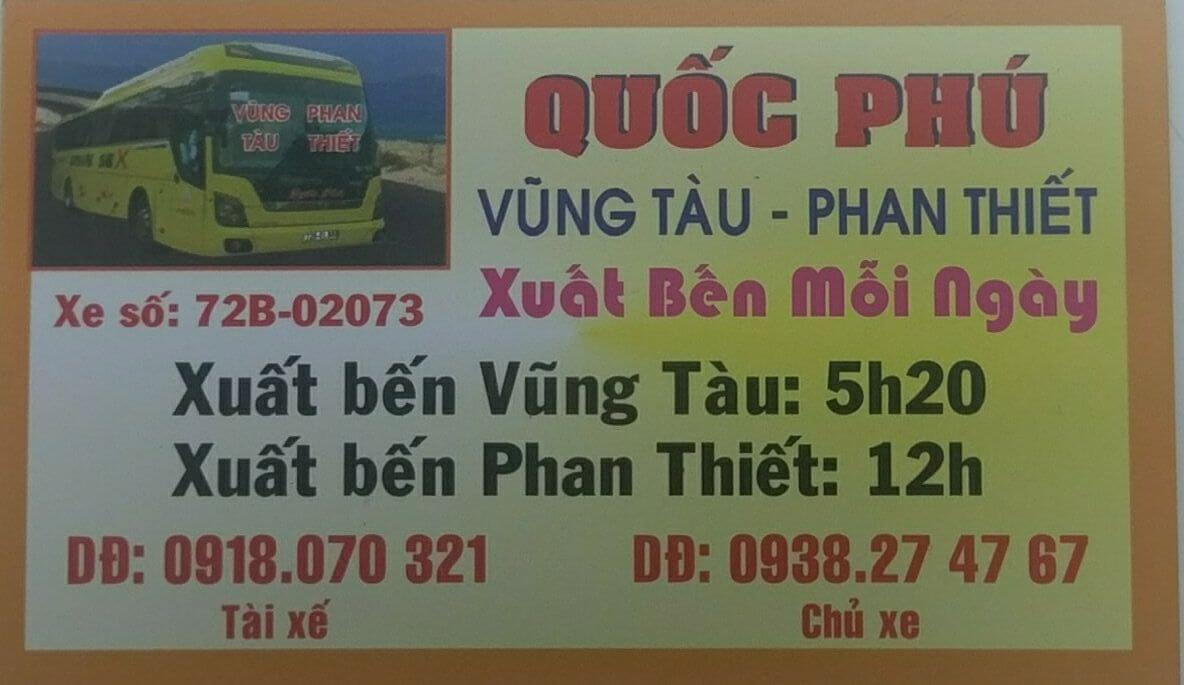 VŨNG PHAN
TÀU THIẾT
QUỐC PHÚ
VŨNG TÀU - PHAN THIẾT
Xuất Bến Mỗi Ngày
Xe số: 72B-02073
Xuất bến Vũng Tàu: 5h20
Xuất bến Phan Thiết: 12h
DĐ: 0918.070 321 DĐ: 0938.27 47 67
Tài xế Chủ xe